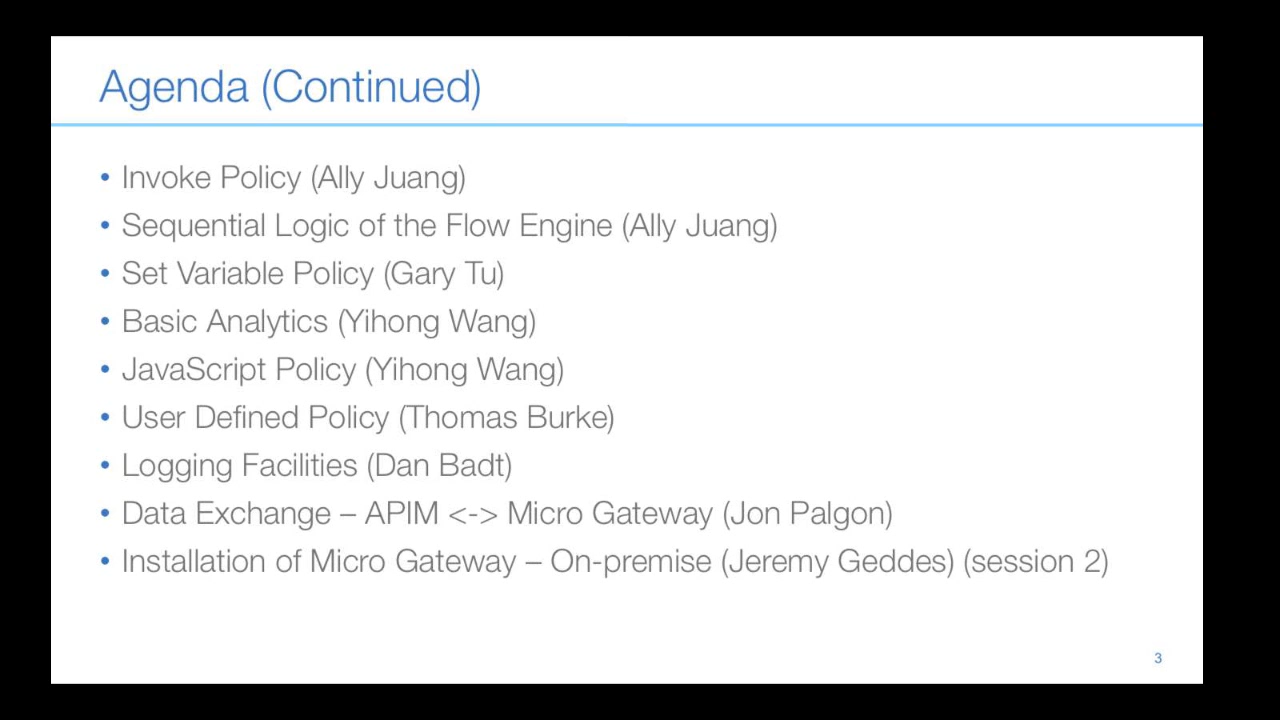 Agenda (Continued)
• Invoke Policy (Ally Juang)
• Sequential Logic of the Flow Engine (Ally Juang)
• Set Variable Policy (Gary Tu)
• Basic Analytics (Yihong Wang)
• JavaScript Policy (Yihong Wang)
• User Defined Policy (Thomas Burke)
• Logging Facilities (Dan Badt)
• Data Exchange – APIM <-> Micro Gateway (Jon Palgon)
• Installation of Micro Gateway – On-premise (Jeremy Geddes) (session 2)
3